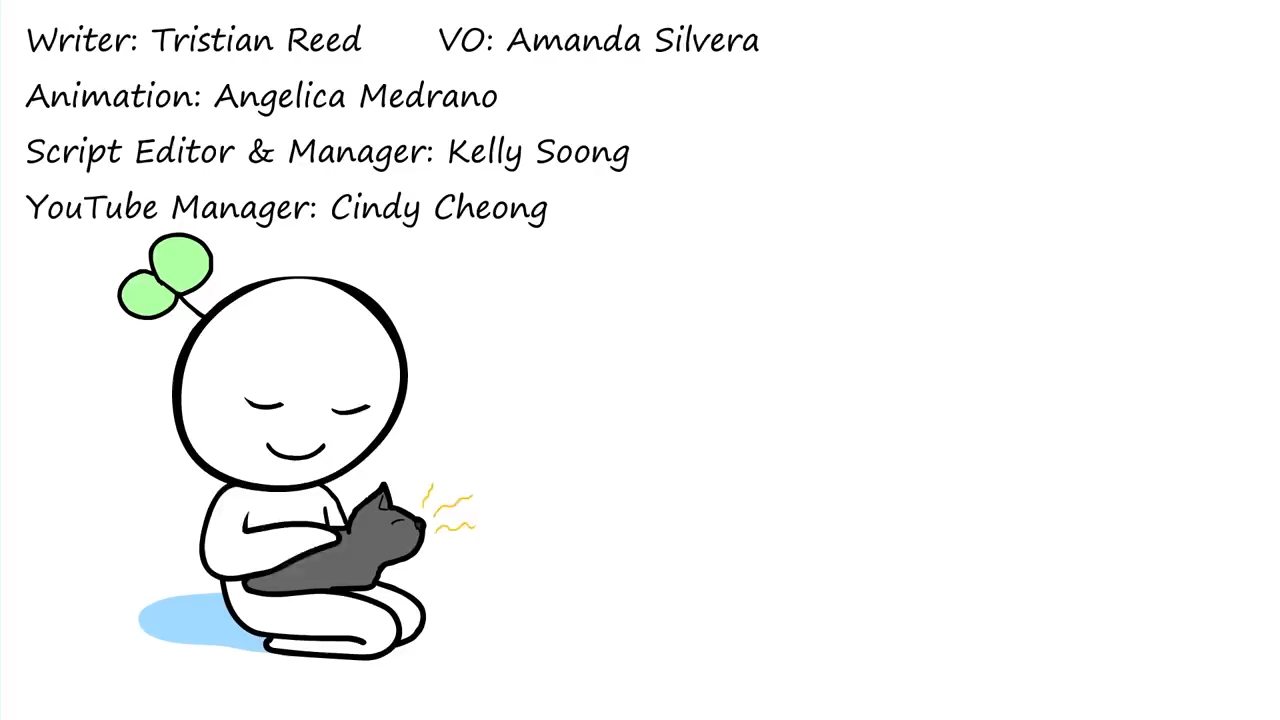 Writer: Tristian Reed VO: Amanda Silvera
Animation: Angelica Medrano
Script Editor & Manager: Kelly Soong
YouTube Manager: Cindy Cheong